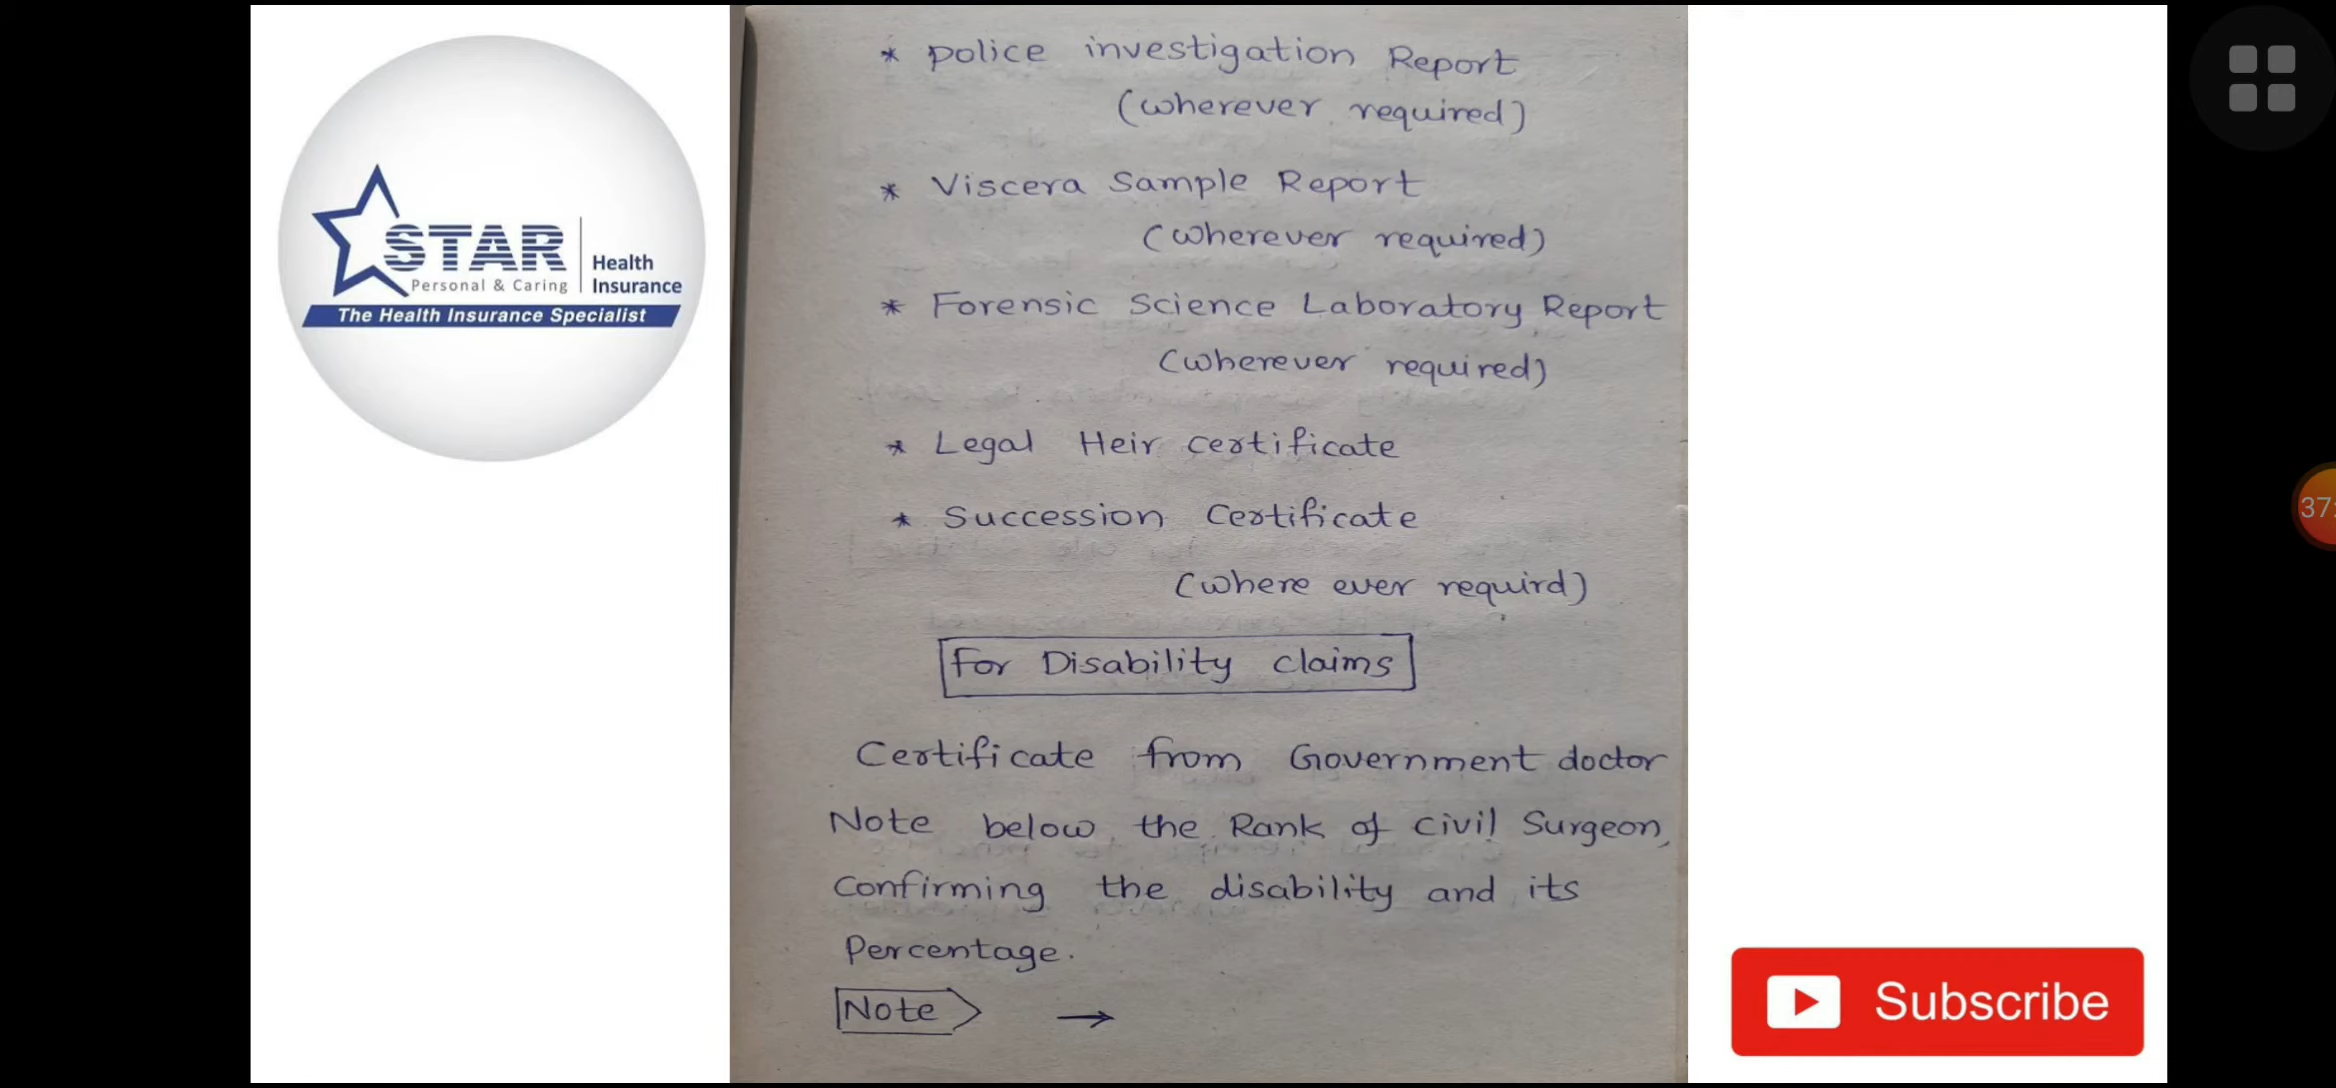 STAR
Health
Insurance
Personal & Caring
The Health Insurance Specialist
* police investigation Report
(wherever required)
* Viscera Sample Report
(wherever required)
* Forensic Science Laboratory Report
(wherever required)
* Legal Heir certificate
* Succession Certificate
(where ever requird)
For Disability claims
Certificate from Government doctor
Note below the Rank of civil Surgeon,
confirming the disability and its
Percentage.
Note →
Subscribe
37: